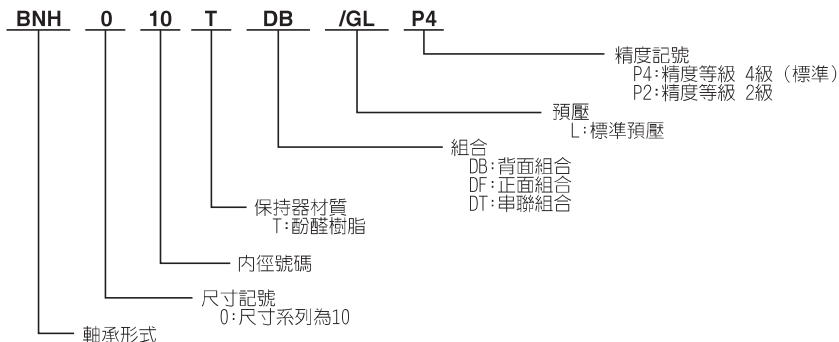 BNH 0 10 T DB /GL P4
精度記號
P4:精度等級 4級 (標準)
P2:精度等級 2級
預壓
L:標準預壓
組合
DB:背面組合
DF:正面組合
DT:串聯組合
保持器材質
T:酚醛樹脂
內徑號碼
尺寸記號
0:尺寸系列為10
軸承形式